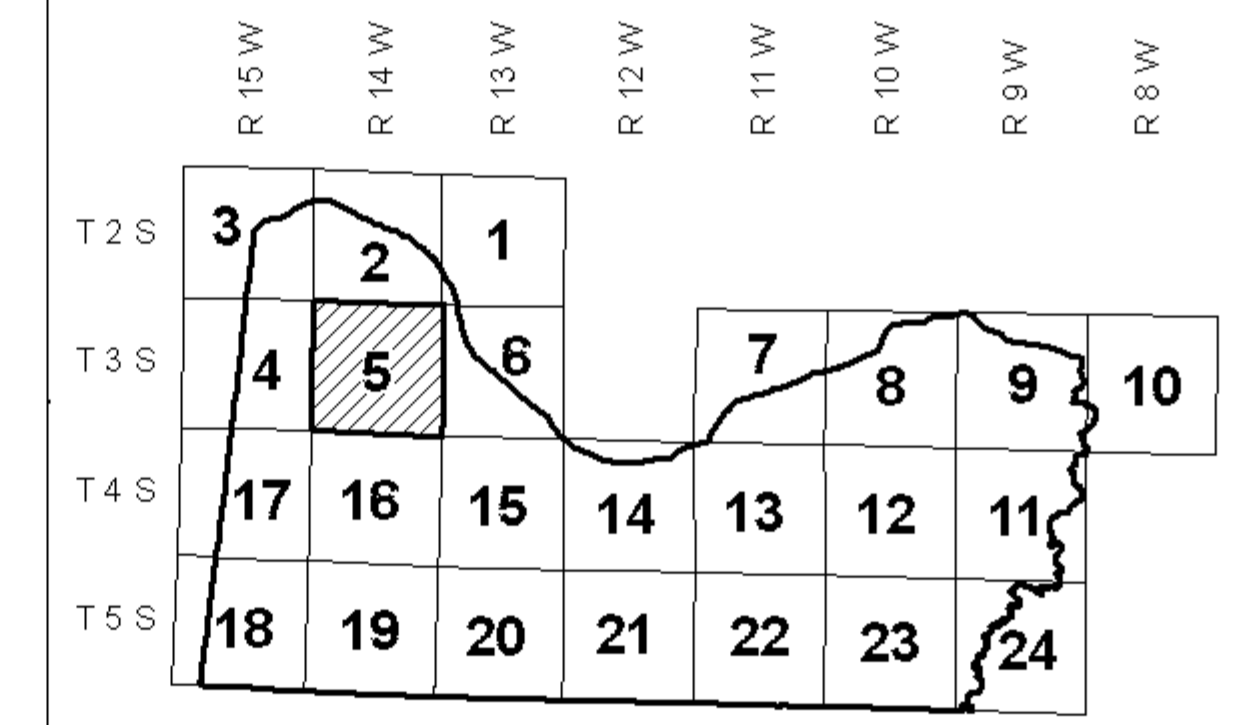 R 15 W R 14 W R 13 W R 12 W R 11 W R 10 W R 9 W R 8 W
T 2 S 3 2 1
T 3 S 4 5 6 7 8 9 10
T 4 S 17 16 15 14 13 12 11
T 5 S 18 19 20 21 22 23 24